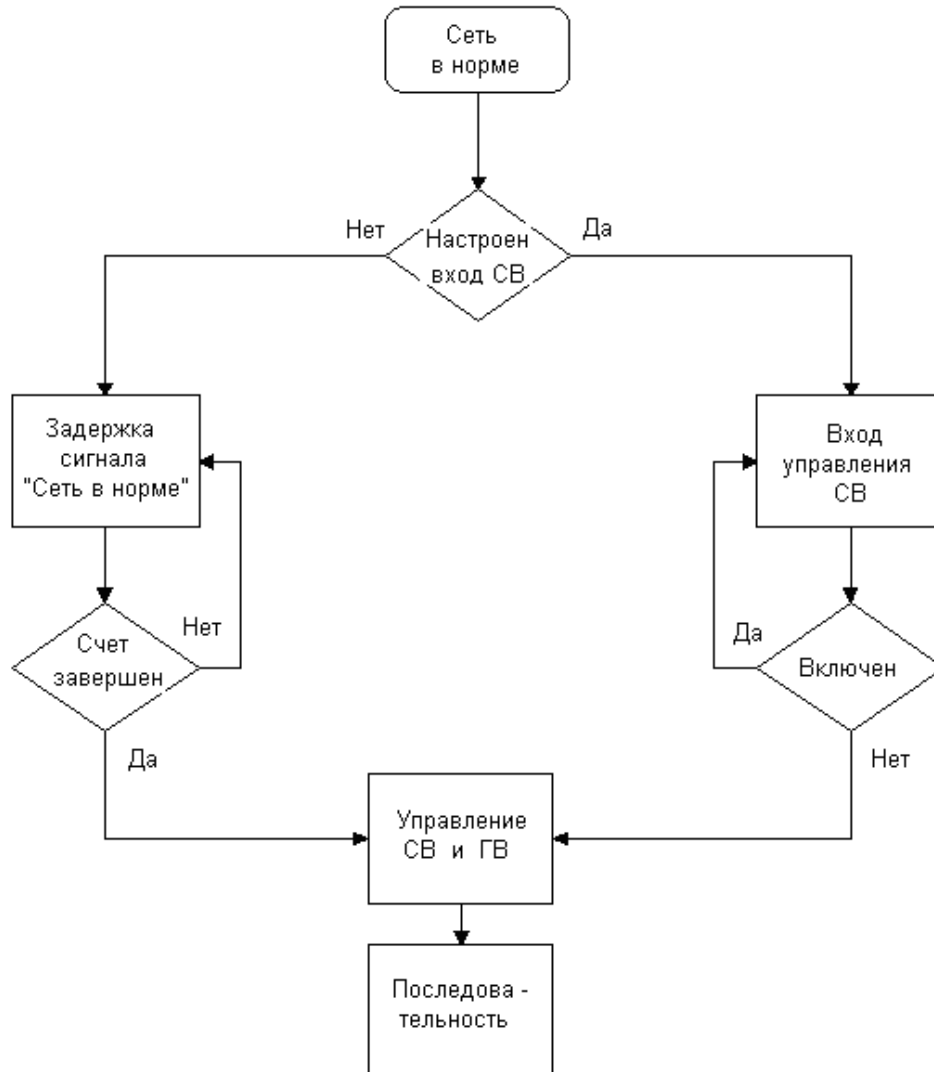 Сеть
в норме
Нет
Да
Настроен
вход СВ
Задержка
сигнала
"Сеть в норме"
Вход
управления
СВ
Счет
завершен
Нет
Да
Включен
Да
Нет
Управление
СВ и ГВ
Последова -
тельность